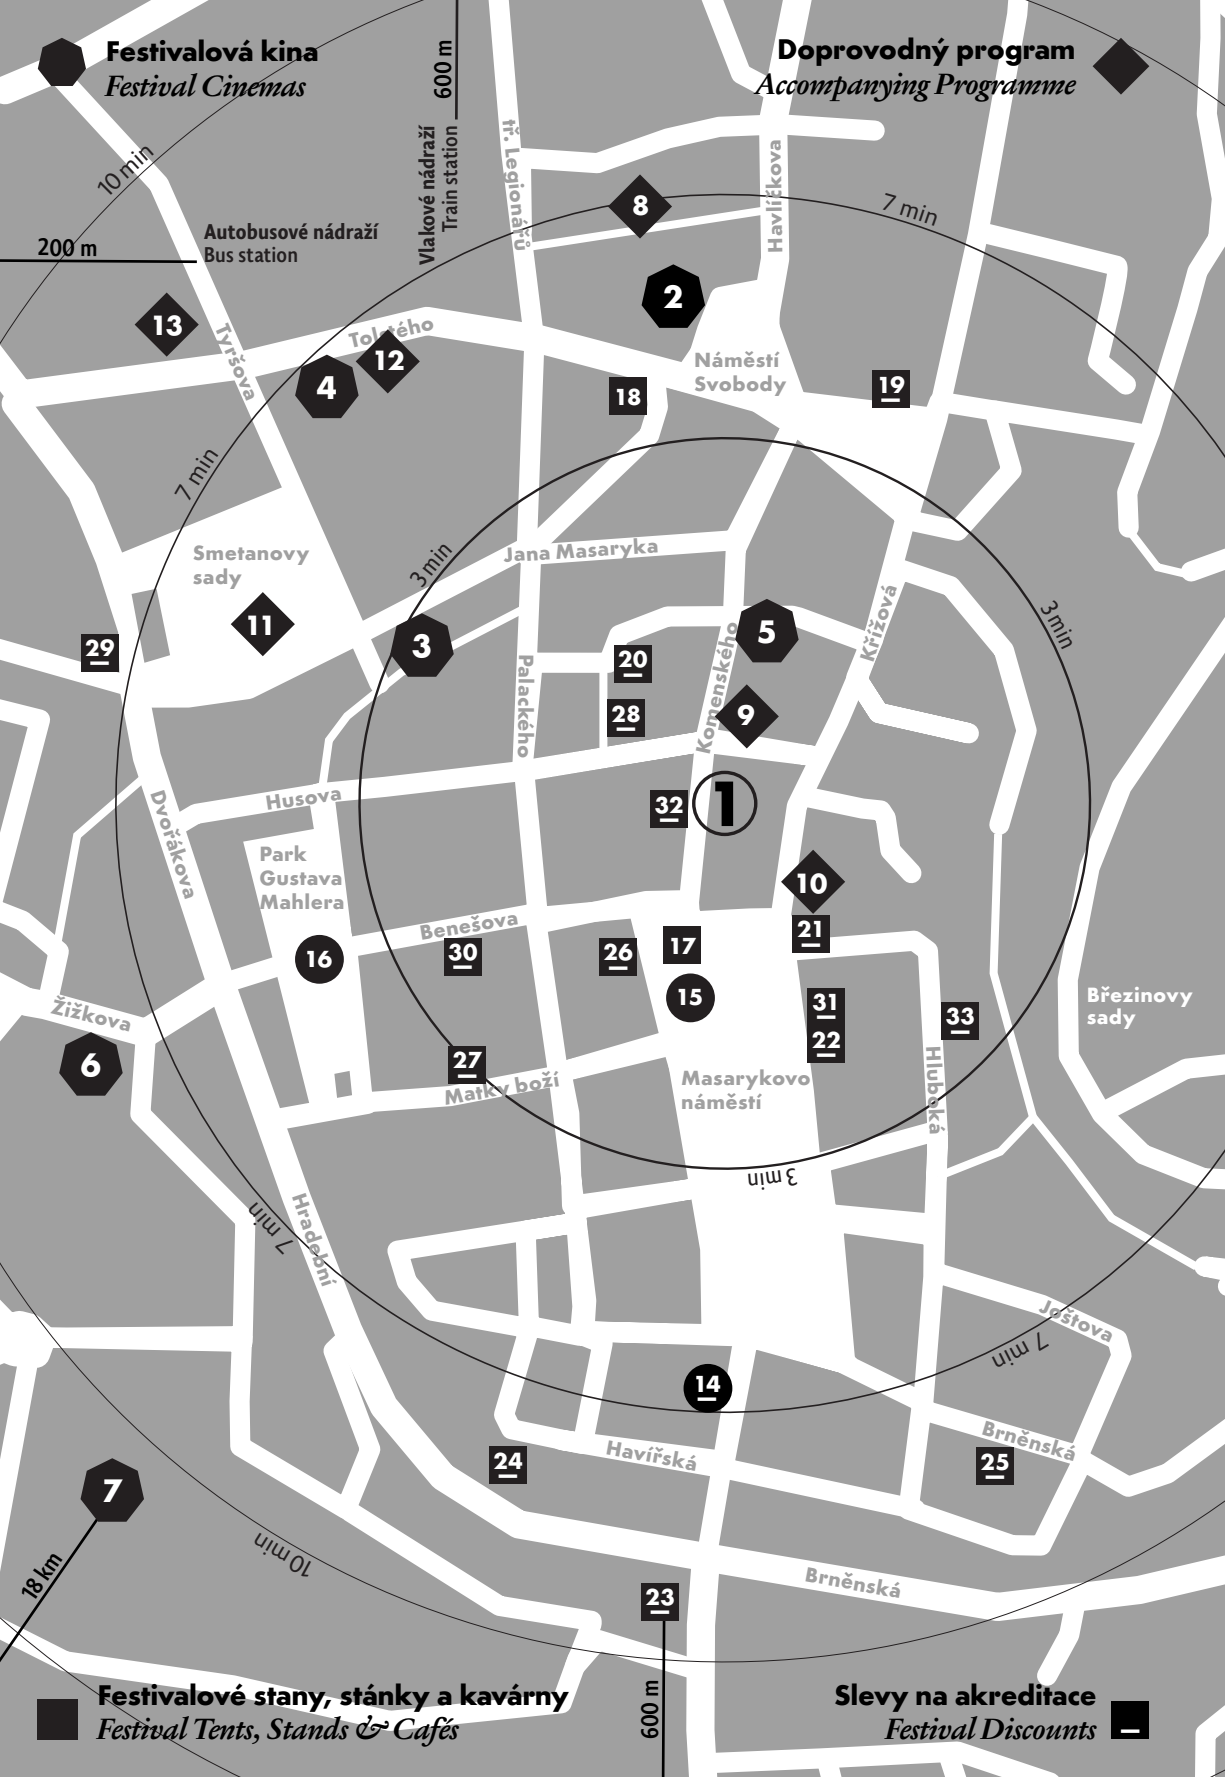 Festivalová kina
Festival Cinemas
600 m
Doprovodný program
Accompanying Programme
Vlakové nádraží
Train station
tř. Legionářů
Havlíčkova
10 min
8
7 min
200 m
Autobusové nádraží
Bus station
2
13
Tyršova
Tolstého
12
4
Náměstí
Svobody
18
19
7 min
Smetanovy
sady
3 min
Jana Masaryka
11
29
3
5
Křížová
3 min
20
Palackého
Komenského
28
9
Husova
32
1
Dvořákova
Park
Gustava
Mahlera
10
Benešova
30
26
17
21
16
15
31
22
33
Březinovy
sady
Žižkova
6
27
Matky boží
Masarykovo
náměstí
Hluboká
3 min
7 min
Hradební
Joštova
7 min
14
Havířská
24
Brněnská
25
7
18 km
10 min
Brněnská
23
600 m
Festivalové stany, stánky a kavárny
Festival Tents, Stands & Cafés
Slevy na akreditace
Festival Discounts